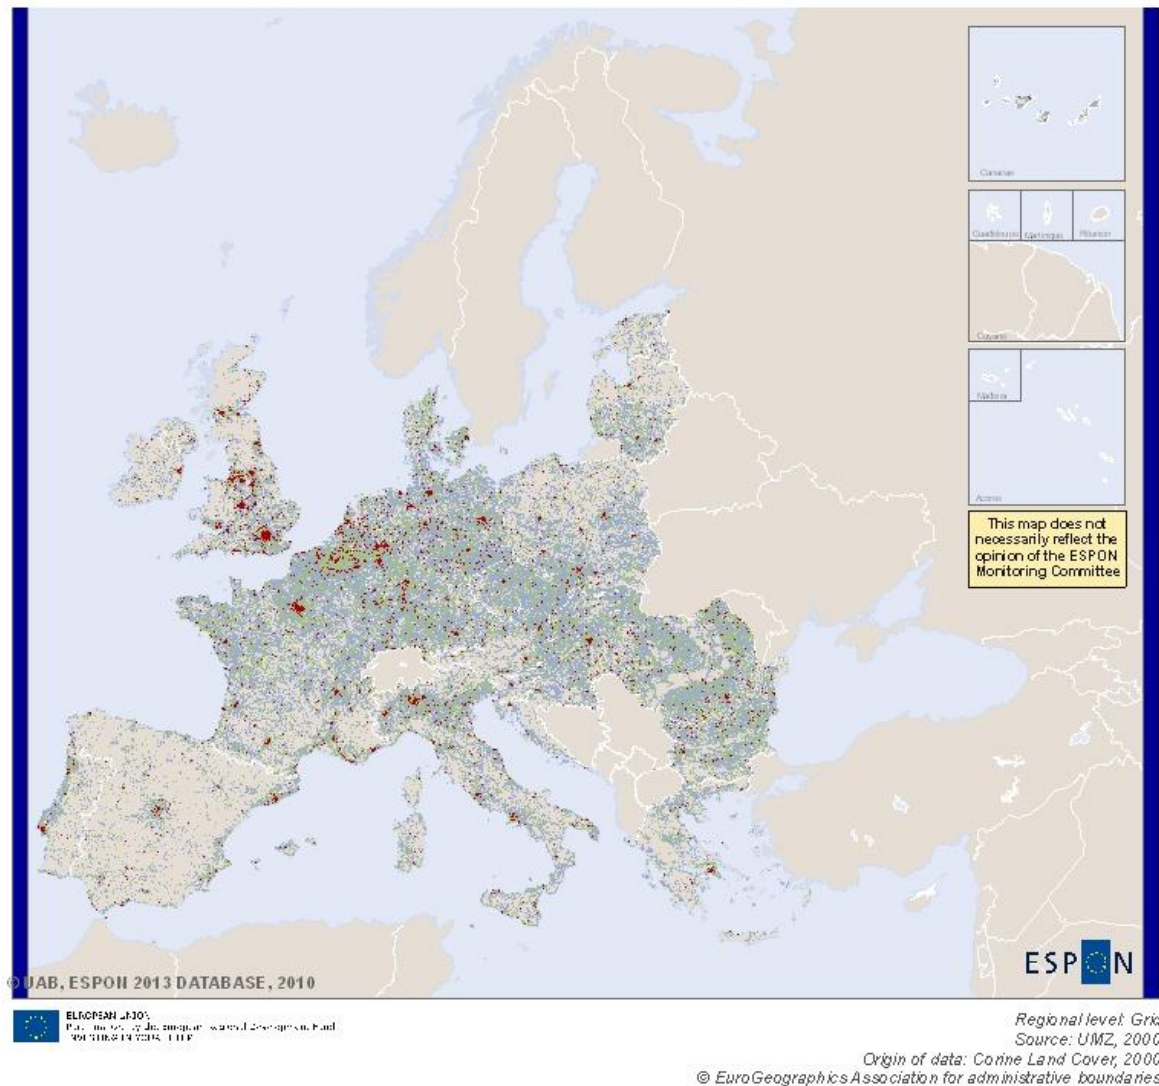 Canarias
Guadeloupe Martinique Réunion
Guyane
Madeira
Acores
This map does not
necessarily reflect the
opinion of the ESPON
Monitoring Committee
ESPON
© UAB, ESPON 2013 DATABASE, 2010
EUROPEAN UNION
Regional level: Grid
Source: UMZ, 2000
Origin of data: Corine Land Cover, 2000
© EuroGeographics Association for administrative boundaries